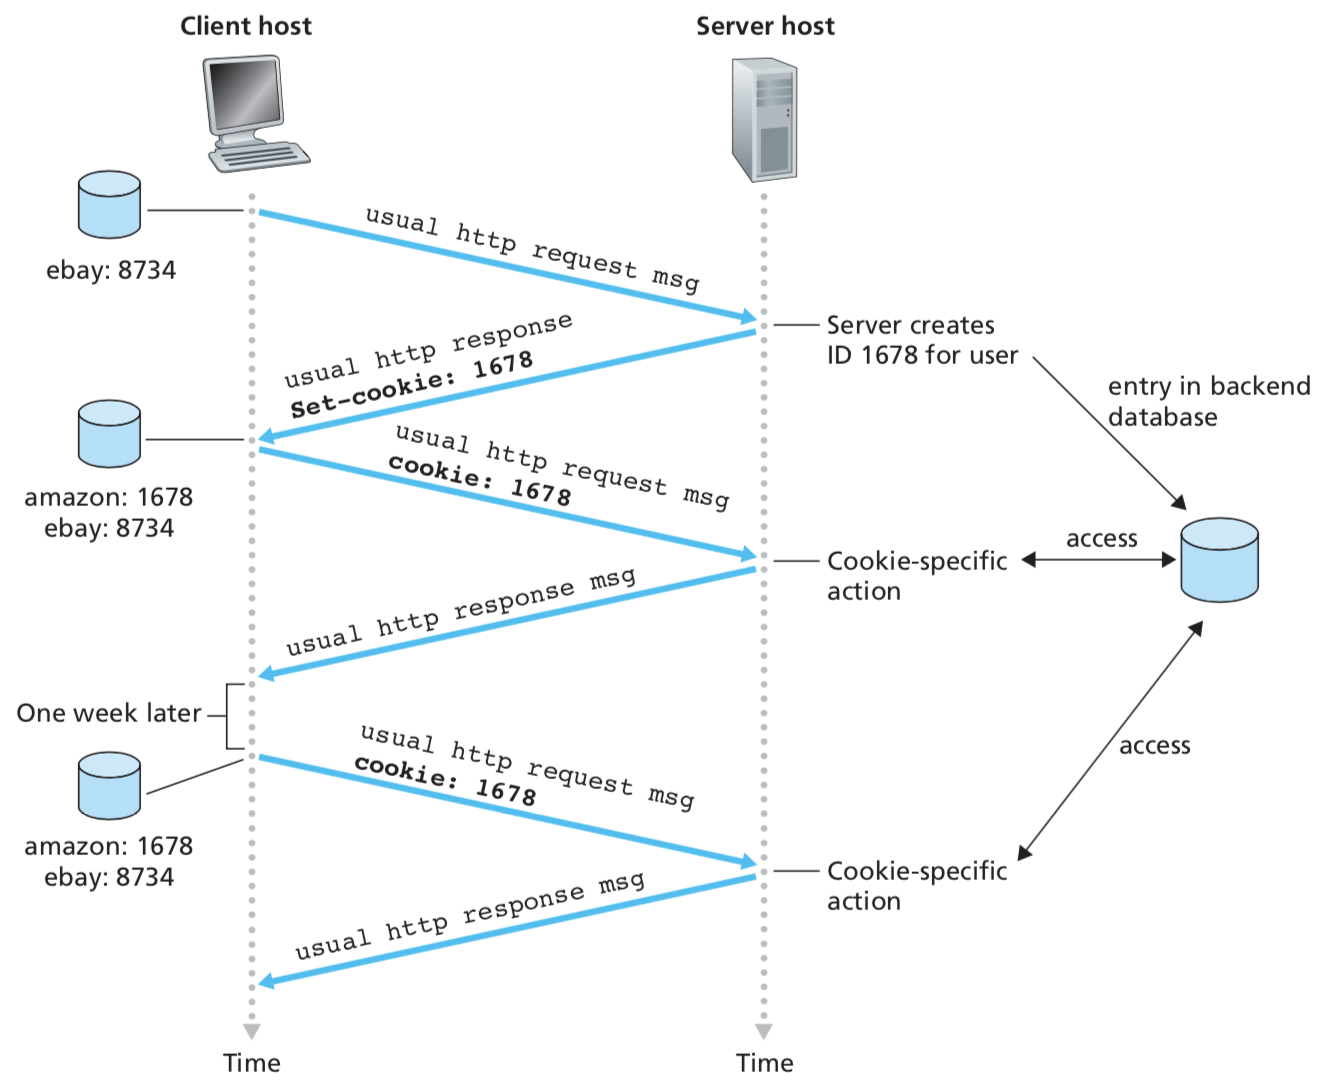 Client host
Server host
usual http request msg
ebay: 8734
Server creates
ID 1678 for user
entry in backend
database
usual http response
Set-cookie: 1678
amazon: 1678
ebay: 8734
usual http request msg
cookie: 1678
Cookie-specific
action
access
usual http response msg
One week later
usual http request msg
cookie: 1678
access
amazon: 1678
ebay: 8734
Cookie-specific
action
usual http response msg
Time
Time